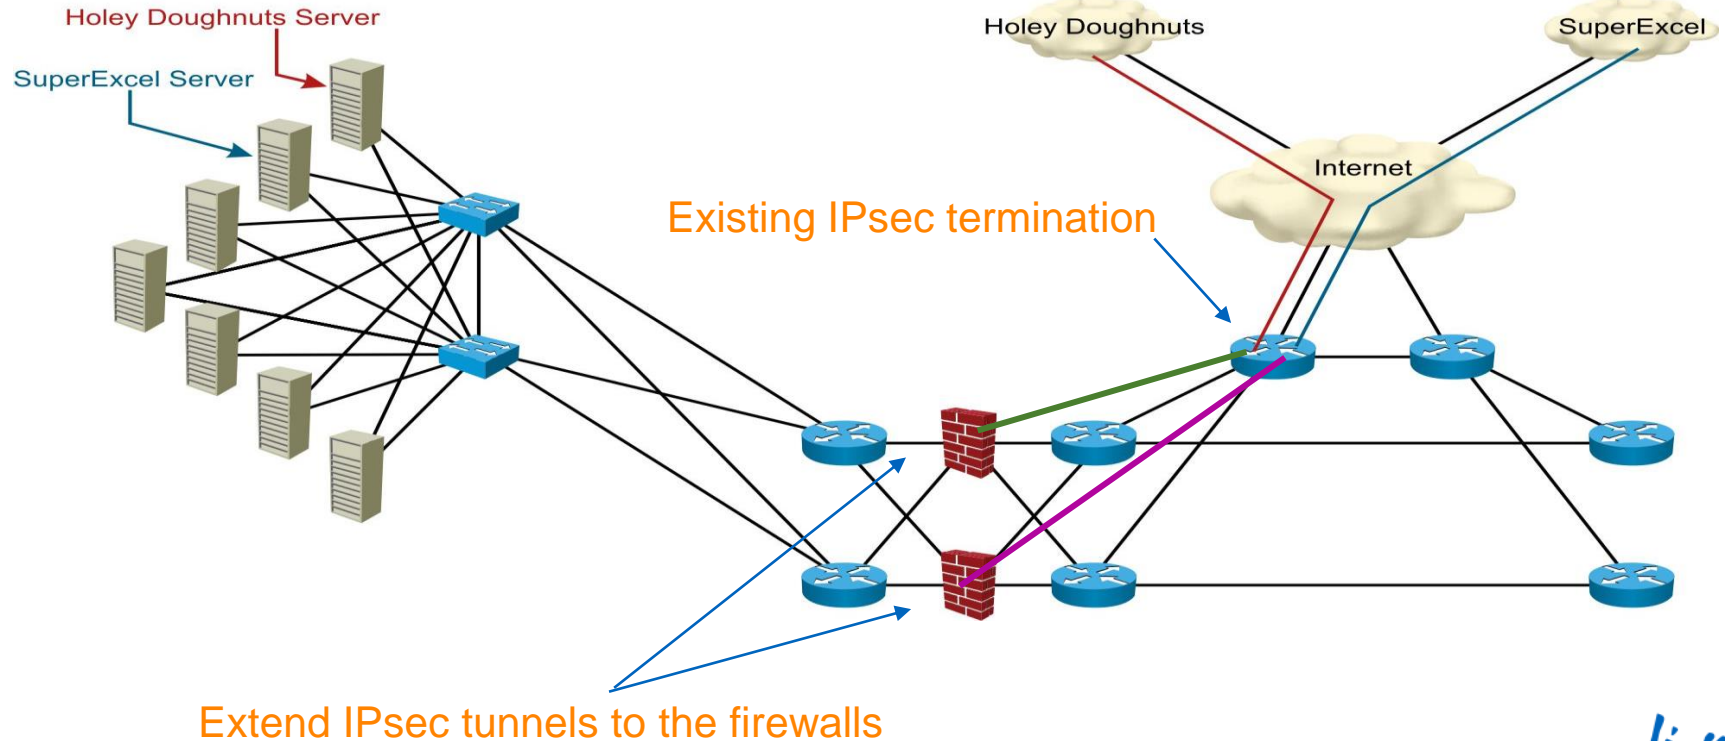 Holey Doughnuts Server
SuperExcel Server
Holey Doughnuts
SuperExcel
Internet
Existing IPsec termination
Extend IPsec tunnels to the firewalls